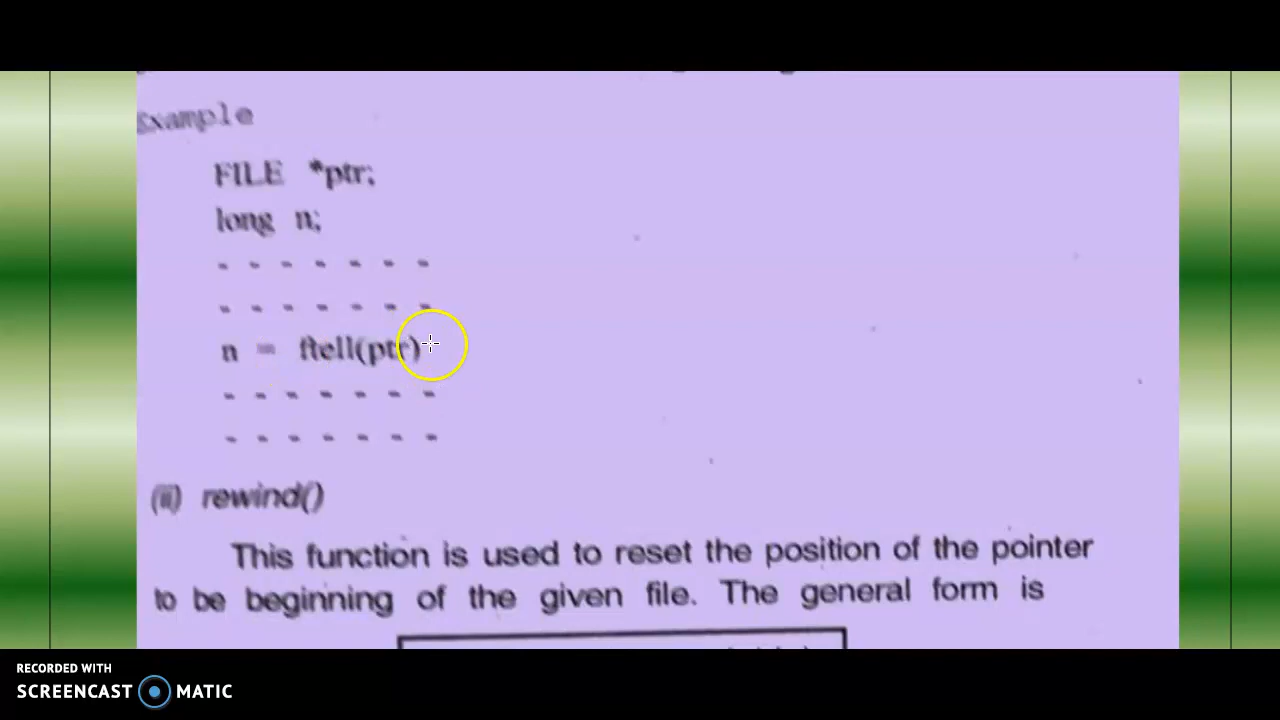 Example
FILE *ptr;
long n;
- - - - - - -
- - - - - - -
n = ftell(ptr)
- - - - - - -
- - - - - - -
(ii) rewind()
This function is used to reset the position of the pointer
to be beginning of the given file. The general form is
RECORDED WITH
SCREENCAST MATIC